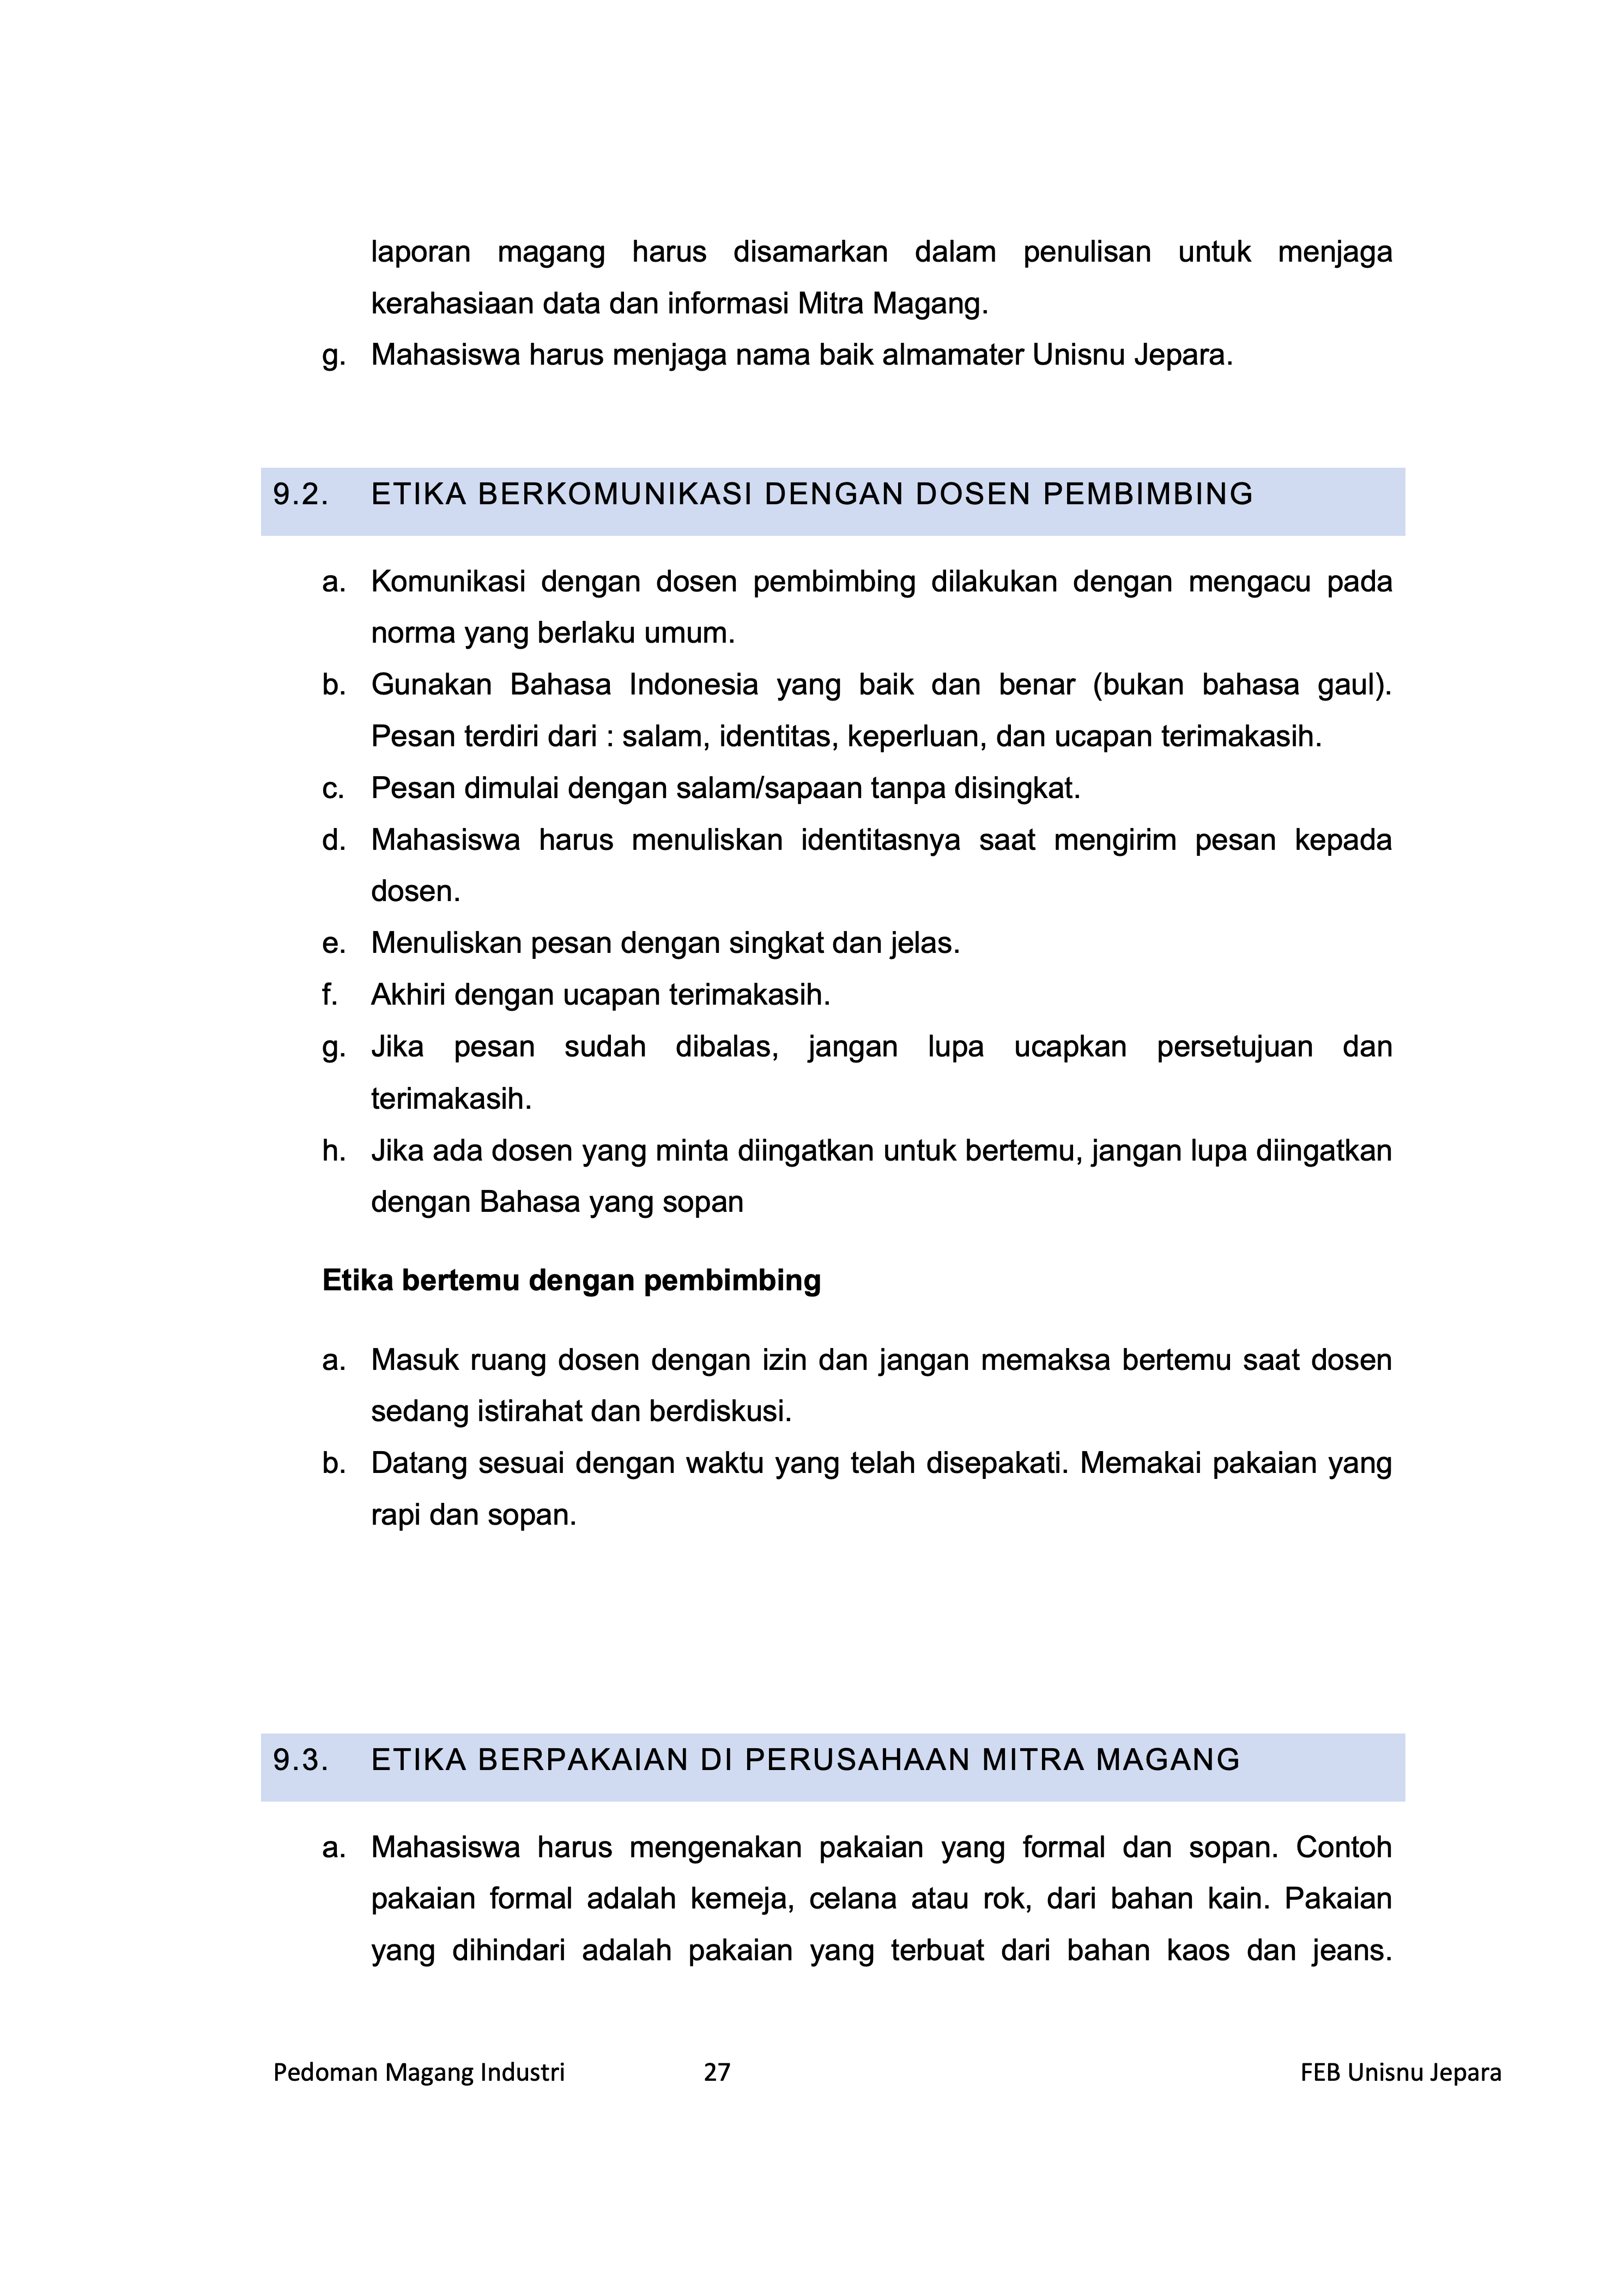 laporan magang harus disamarkan dalam penulisan untuk menjaga
kerahasiaan data dan informasi Mitra Magang.
g. Mahasiswa harus menjaga nama baik almamater Unisnu Jepara.
9.2. ETIKA BERKOMUNIKASI DENGAN DOSEN PEMBIMBING
a. Komunikasi dengan dosen pembimbing dilakukan dengan mengacu pada
norma yang berlaku umum.
b. Gunakan Bahasa Indonesia yang baik dan benar (bukan bahasa gaul).
Pesan terdiri dari : salam, identitas, keperluan, dan ucapan terimakasih.
c. Pesan dimulai dengan salam/sapaan tanpa disingkat.
d. Mahasiswa harus menuliskan identitasnya saat mengirim pesan kepada
dosen.
e. Menuliskan pesan dengan singkat dan jelas.
f. Akhiri dengan ucapan terimakasih.
g. Jika pesan sudah dibalas, jangan lupa ucapkan persetujuan dan
terimakasih.
h. Jika ada dosen yang minta diingatkan untuk bertemu, jangan lupa diingatkan
dengan Bahasa yang sopan
Etika bertemu dengan pembimbing
a. Masuk ruang dosen dengan izin dan jangan memaksa bertemu saat dosen
sedang istirahat dan berdiskusi.
b. Datang sesuai dengan waktu yang telah disepakati. Memakai pakaian yang
rapi dan sopan.
9.3. ETIKA BERPAKAIAN DI PERUSAHAAN MITRA MAGANG
a. Mahasiswa harus mengenakan pakaian yang formal dan sopan. Contoh
pakaian formal adalah kemeja, celana atau rok, dari bahan kain. Pakaian
yang dihindari adalah pakaian yang terbuat dari bahan kaos dan jeans.
Pedoman Magang Industri 27 FEB Unisnu Jepara